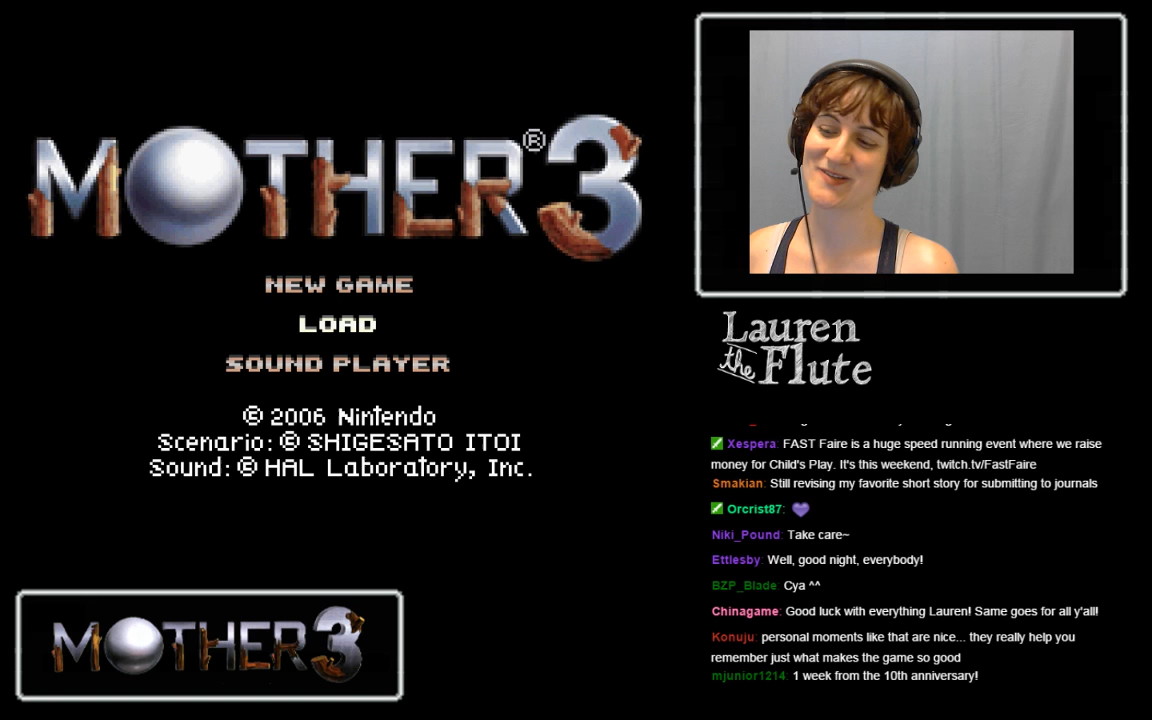 MOTHER®3
NEW GAME
LOAD
SOUND PLAYER
© 2006 Nintendo
Scenario: © SHIGESATO ITOI
Sound: © HAL Laboratory, Inc.
MOTHER 3
Lauren
the Flute
Xespera: FAST Faire is a huge speed running event where we raise
money for Child's Play. It's this weekend, twitch.tv/FastFaire
Smakian: Still revising my favorite short story for submitting to journals
Orcrist87:
Niki_Pound: Take care~
Ettlesby: Well, good night, everybody!
BZP_Blade: Cya ^^
Chinagame: Good luck with everything Lauren! Same goes for all y'all!
Konuju: personal moments like that are nice... they really help you
remember just what makes the game so good
mjunior1214: 1 week from the 10th anniversary!